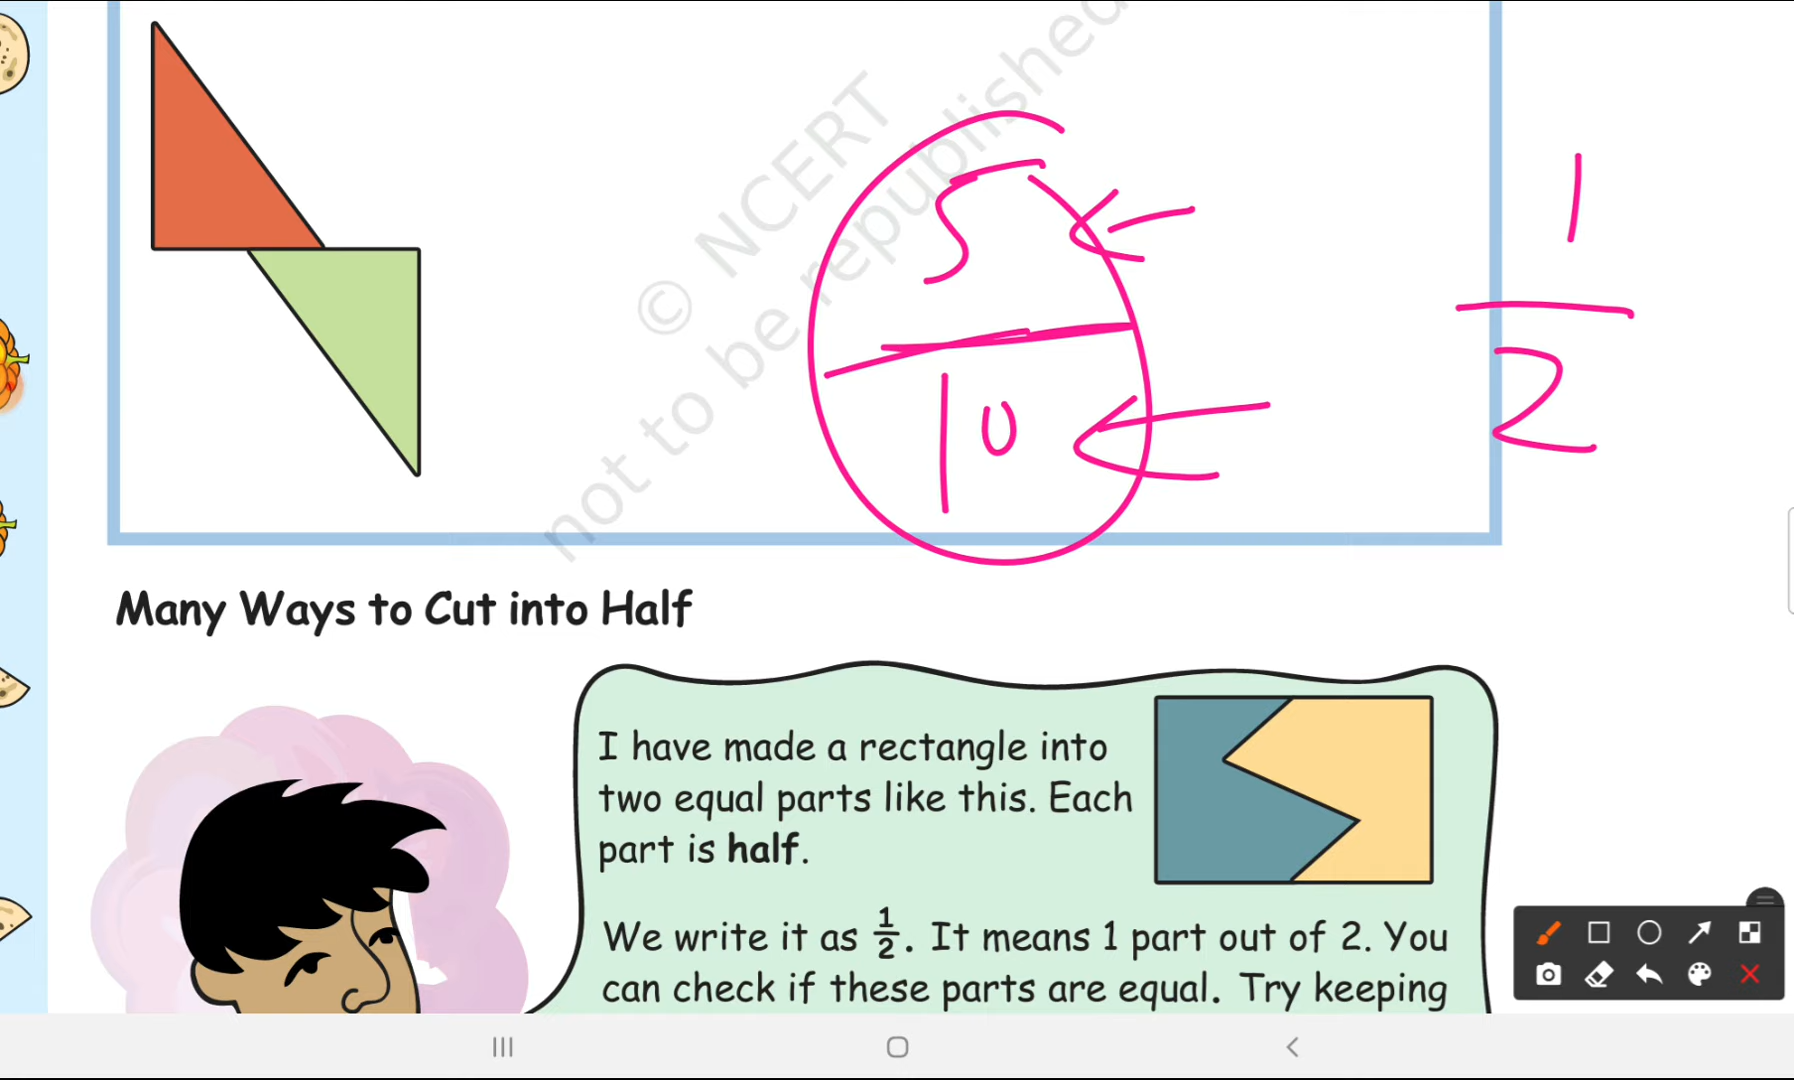 © NCERT
not to be republished
5
10
1
2
Many Ways to Cut into Half
I have made a rectangle into
two equal parts like this. Each
part is half.
We write it as 1/2. It means 1 part out of 2. You
can check if these parts are equal. Try keeping